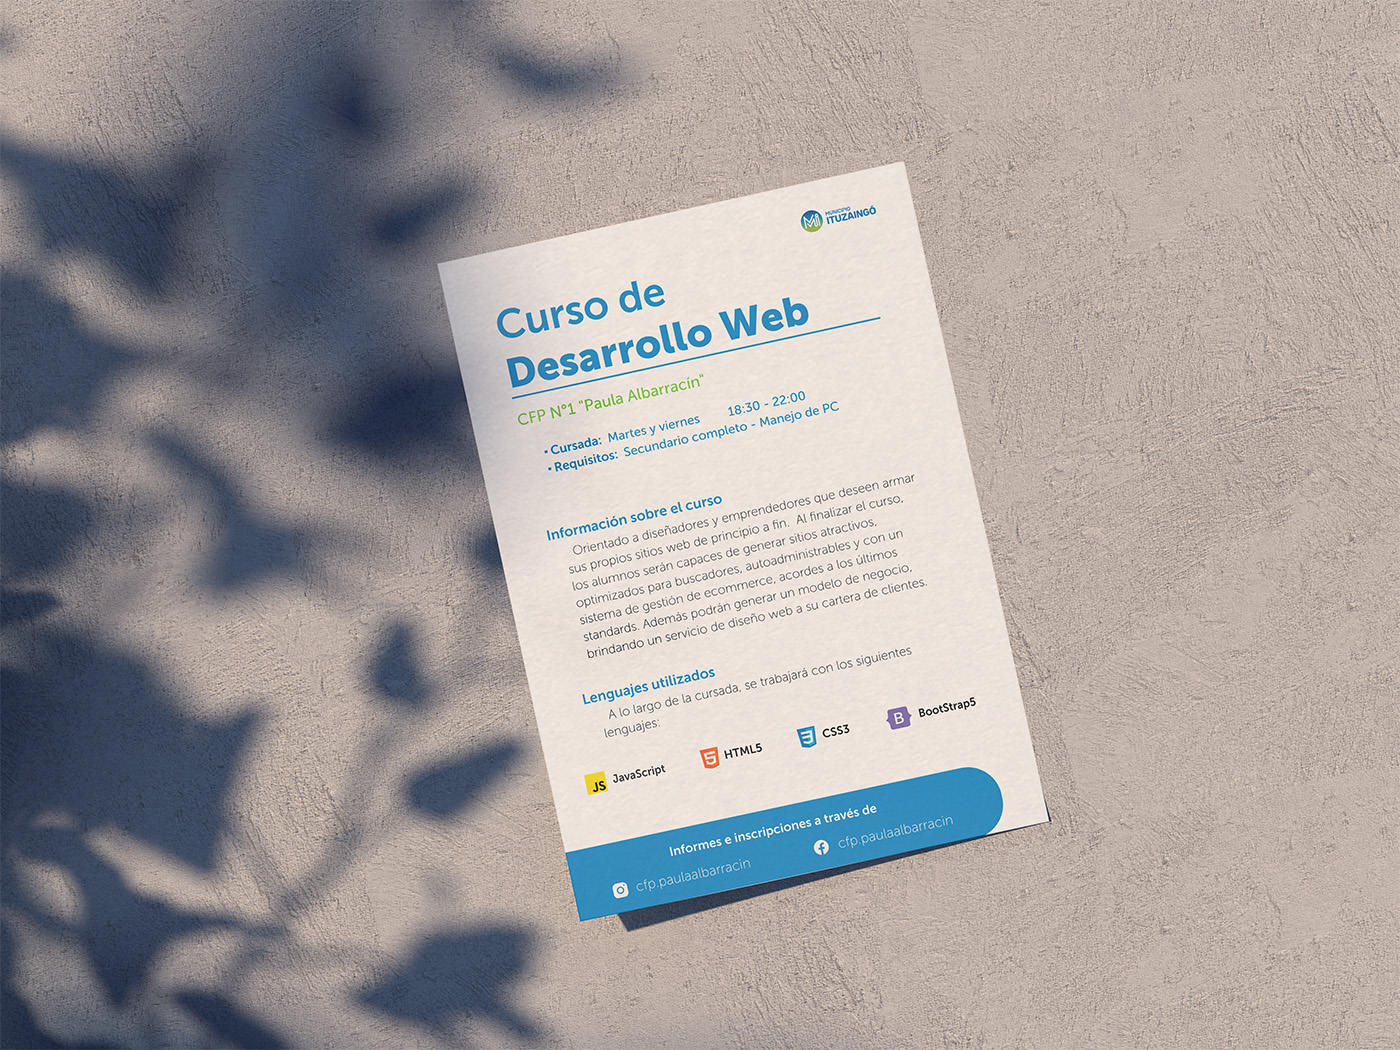 MUNICIPIO
ITUZAINGÓ
Curso de
Desarrollo Web
CFP N°1 "Paula Albarracín"
• Cursada: Martes y viernes 18:30 - 22:00
• Requisitos: Secundario completo - Manejo de PC
Información sobre el curso
Orientado a diseñadores y emprendedores que deseen armar
sus propios sitios web de principio a fin. Al finalizar el curso,
los alumnos serán capaces de generar sitios atractivos,
optimizados para buscadores, autoadministrables y con un
sistema de gestión de ecommerce, acordes a los últimos
standards. Además podrán generar un modelo de negocio,
brindando un servicio de diseño web a su cartera de clientes.
Lenguajes utilizados
A lo largo de la cursada, se trabajará con los siguientes
lenguajes:
JS JavaScript
5 HTML5
3 CSS3
B BootStrap5
Informes e inscripciones a través de
cfp.paulaalbarracin
cfp.paulaalbarracin